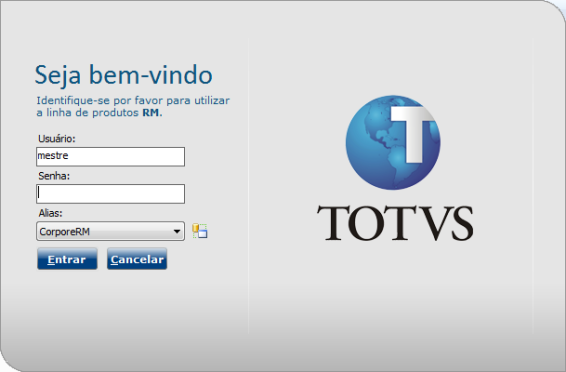 Seja bem-vindo
Identifique-se por favor para utilizar
a linha de produtos RM.
Usuário:
mestre
Senha:
Alias:
CorporeRM
Entrar
Cancelar
T
TOTVS